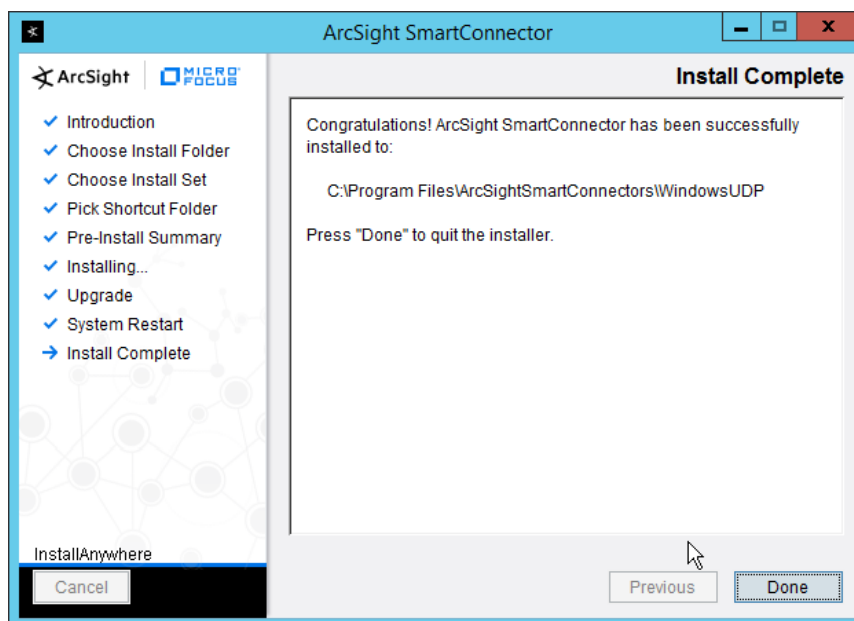 ArcSight SmartConnector
ArcSight
MICRO
FOCUS
Install Complete
Introduction
Choose Install Folder
Choose Install Set
Pick Shortcut Folder
Pre-Install Summary
Installing...
Upgrade
System Restart
Install Complete
Congratulations! ArcSight SmartConnector has been successfully
installed to:
C:\Program Files\ArcSightSmartConnectors\WindowsUDP
Press "Done" to quit the installer.
InstallAnywhere
Cancel
Previous
Done